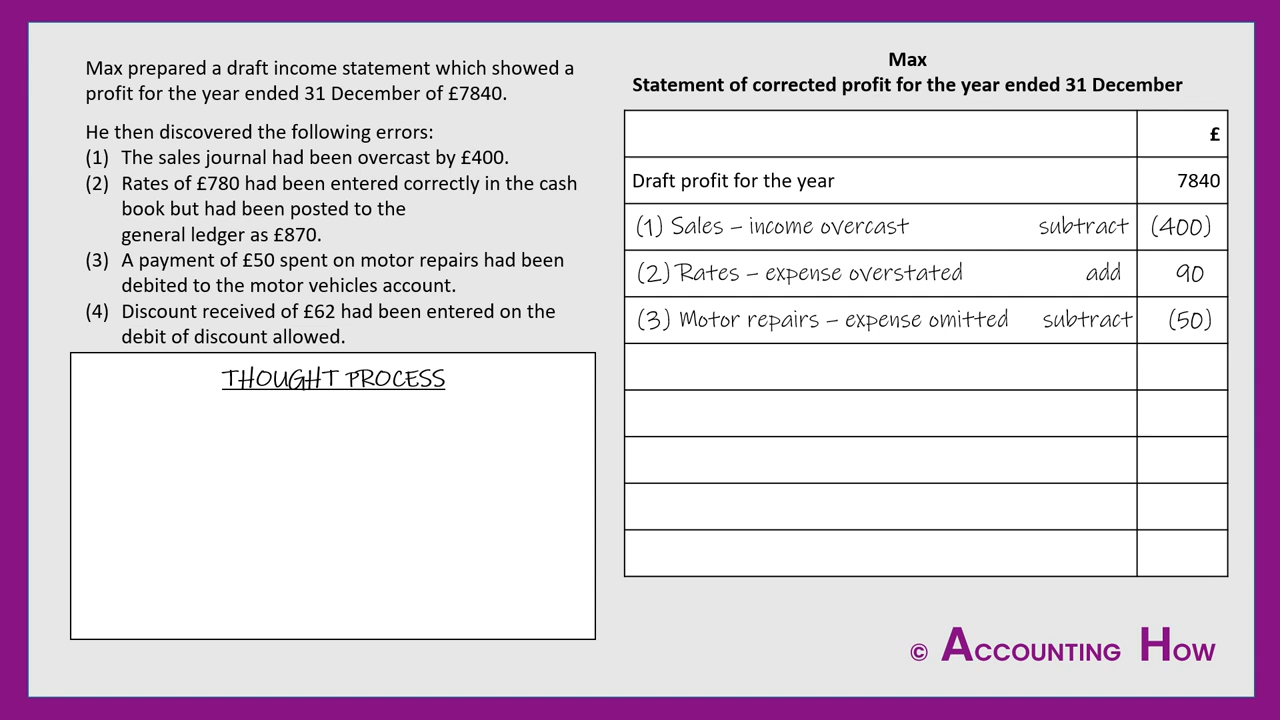 Max prepared a draft income statement which showed a
profit for the year ended 31 December of £7840.
He then discovered the following errors:
(1) The sales journal had been overcast by £400.
(2) Rates of £780 had been entered correctly in the cash
book but had been posted to the
general ledger as £870.
(3) A payment of £50 spent on motor repairs had been
debited to the motor vehicles account.
(4) Discount received of £62 had been entered on the
debit of discount allowed.
THOUGHT PROCESS
Max
Statement of corrected profit for the year ended 31 December
£
Draft profit for the year 7840
(1) Sales – income overcast subtract (400)
(2) Rates – expense overstated add 90
(3) Motor repairs – expense omitted subtract (50)
© ACCOUNTING HOW